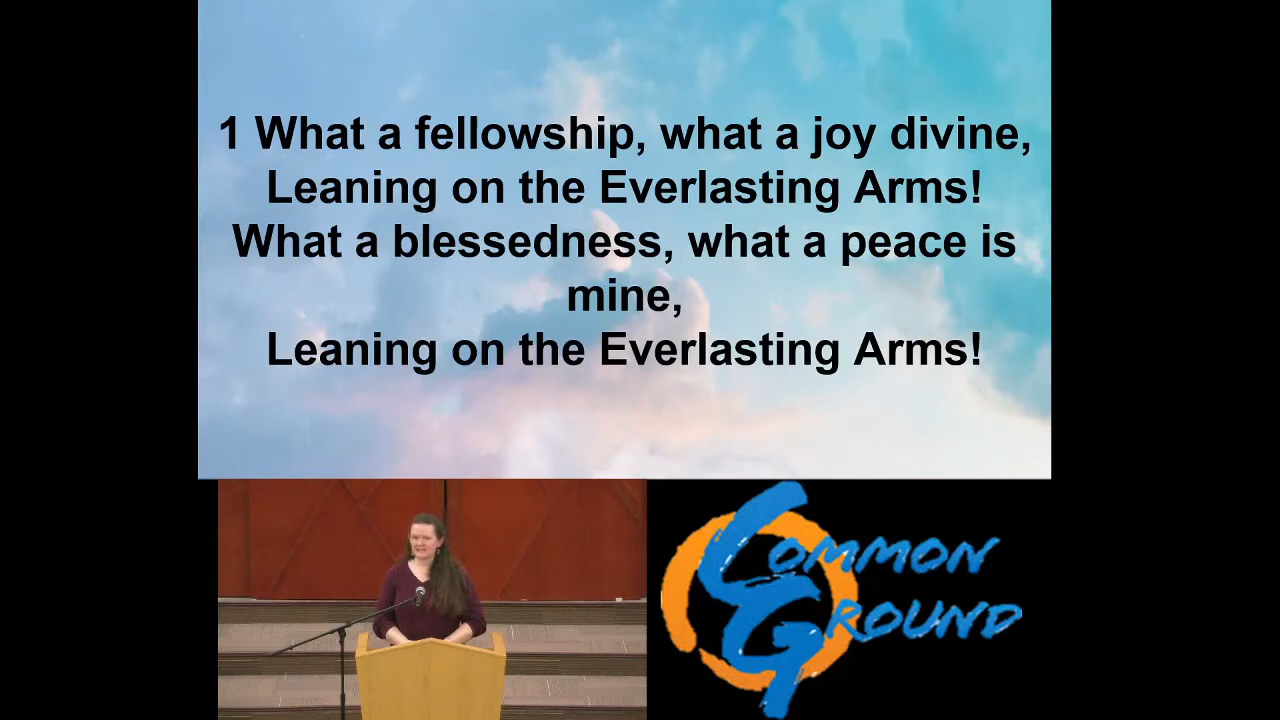 1 What a fellowship, what a joy divine,
Leaning on the Everlasting Arms!
What a blessedness, what a peace is
mine,
Leaning on the Everlasting Arms!
Common
Ground